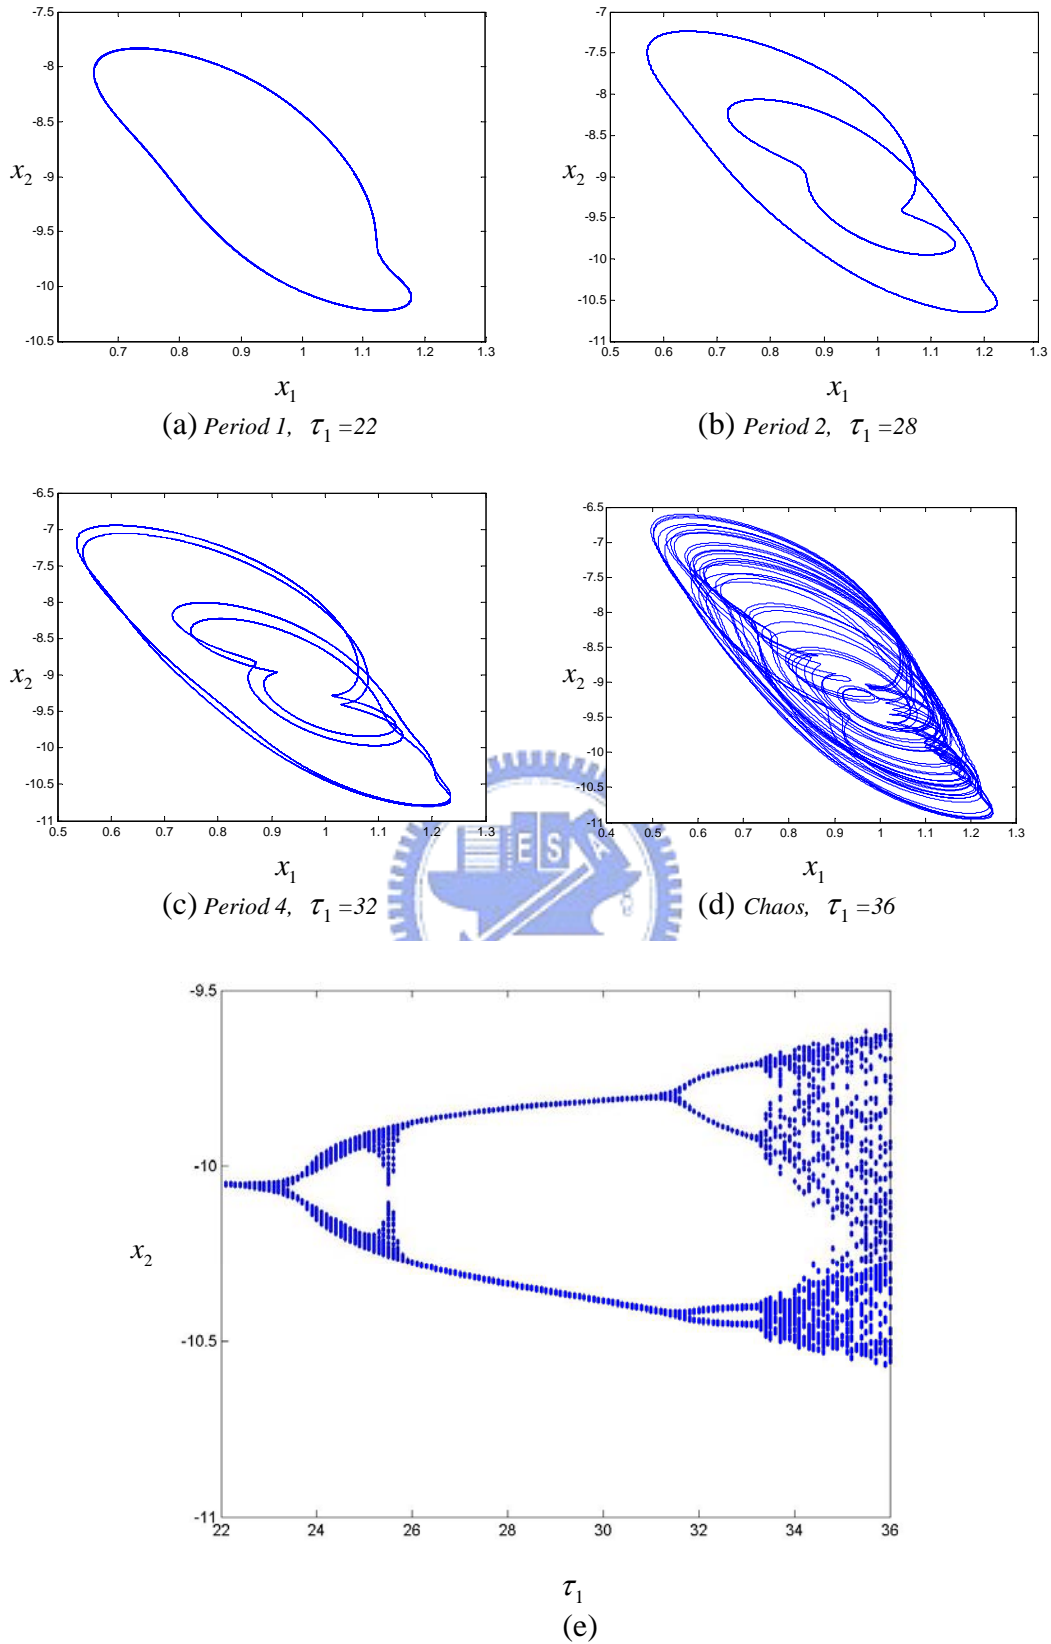 -7.5
-8
-8.5
-9
-9.5
-10
-10.5
x₂
0.7 0.8 0.9 1 1.1 1.2 1.3
x₁
(a) Period 1, τ₁ =22
-7
-7.5
-8
-8.5
-9
-9.5
-10
-10.5
-11
x₂
0.5 0.6 0.7 0.8 0.9 1 1.1 1.2 1.3
x₁
(b) Period 2, τ₁ =28
-6.5
-7
-7.5
-8
-8.5
-9
-9.5
-10
-10.5
-11
x₂
0.5 0.6 0.7 0.8 0.9 1 1.1 1.2 1.3
x₁
(c) Period 4, τ₁ =32
-6.5
-7
-7.5
-8
-8.5
-9
-9.5
-10
-10.5
-11
x₂
0.4 0.5 0.6 0.7 0.8 0.9 1 1.1 1.2 1.3
x₁
(d) Chaos, τ₁ =36
E S A
-9.5
-10
-10.5
-11
x₂
22 24 26 28 30 32 34 36
τ₁
(e)